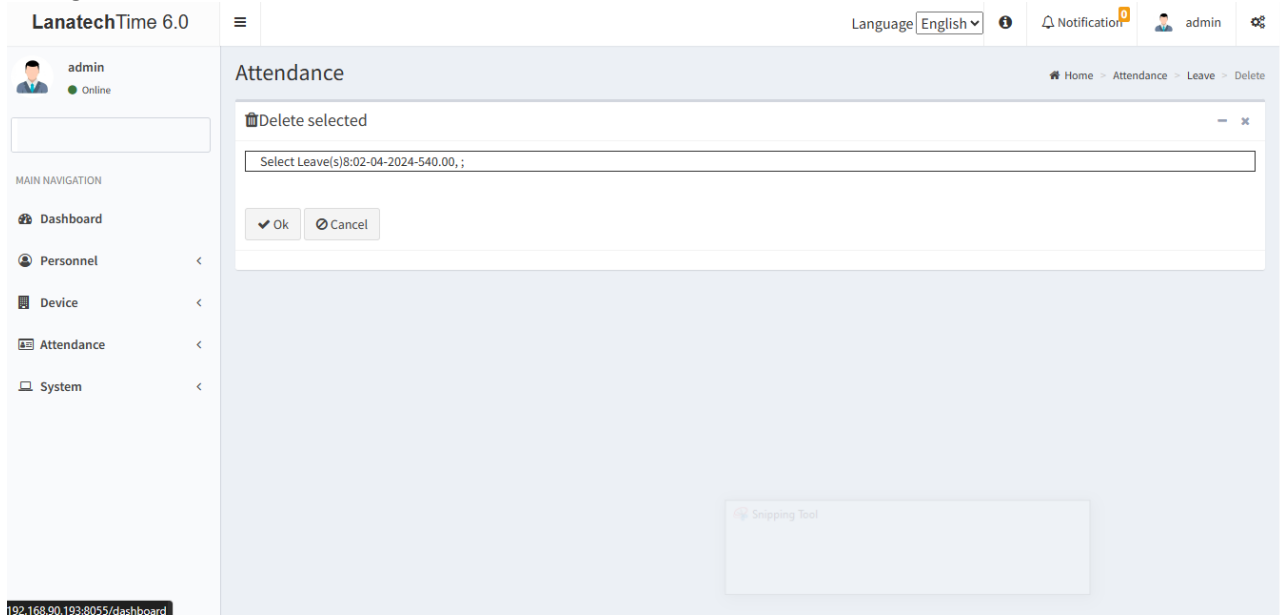 LanatechTime 6.0
Language English
Notification 0
admin
admin
Online
MAIN NAVIGATION
Dashboard
Personnel
Device
Attendance
System
Attendance
Home > Attendance > Leave > Delete
Delete selected
Select Leave(s)8:02-04-2024-540.00, ;
Ok
Cancel
Snipping Tool
192.168.90.193:8055/dashboard